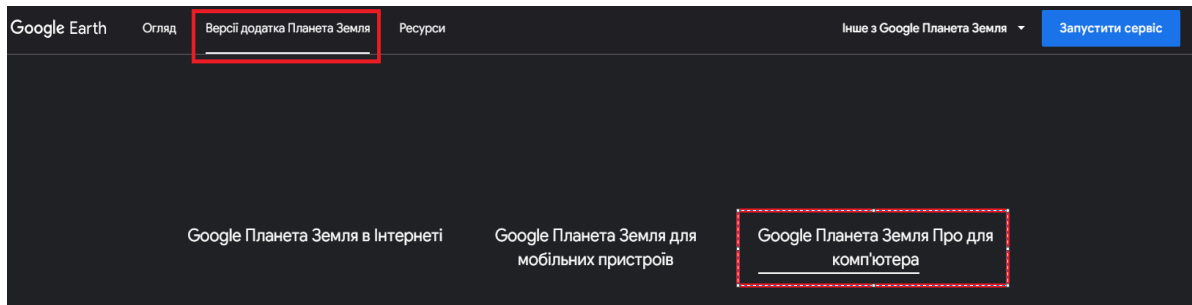 Google Earth Огляд Версії додатка Планета Земля Ресурси Інше з Google Планета Земля Запустити сервіс
Google Планета Земля в Інтернеті
Google Планета Земля для
мобільних пристроїв
Google Планета Земля Про для
комп'ютера